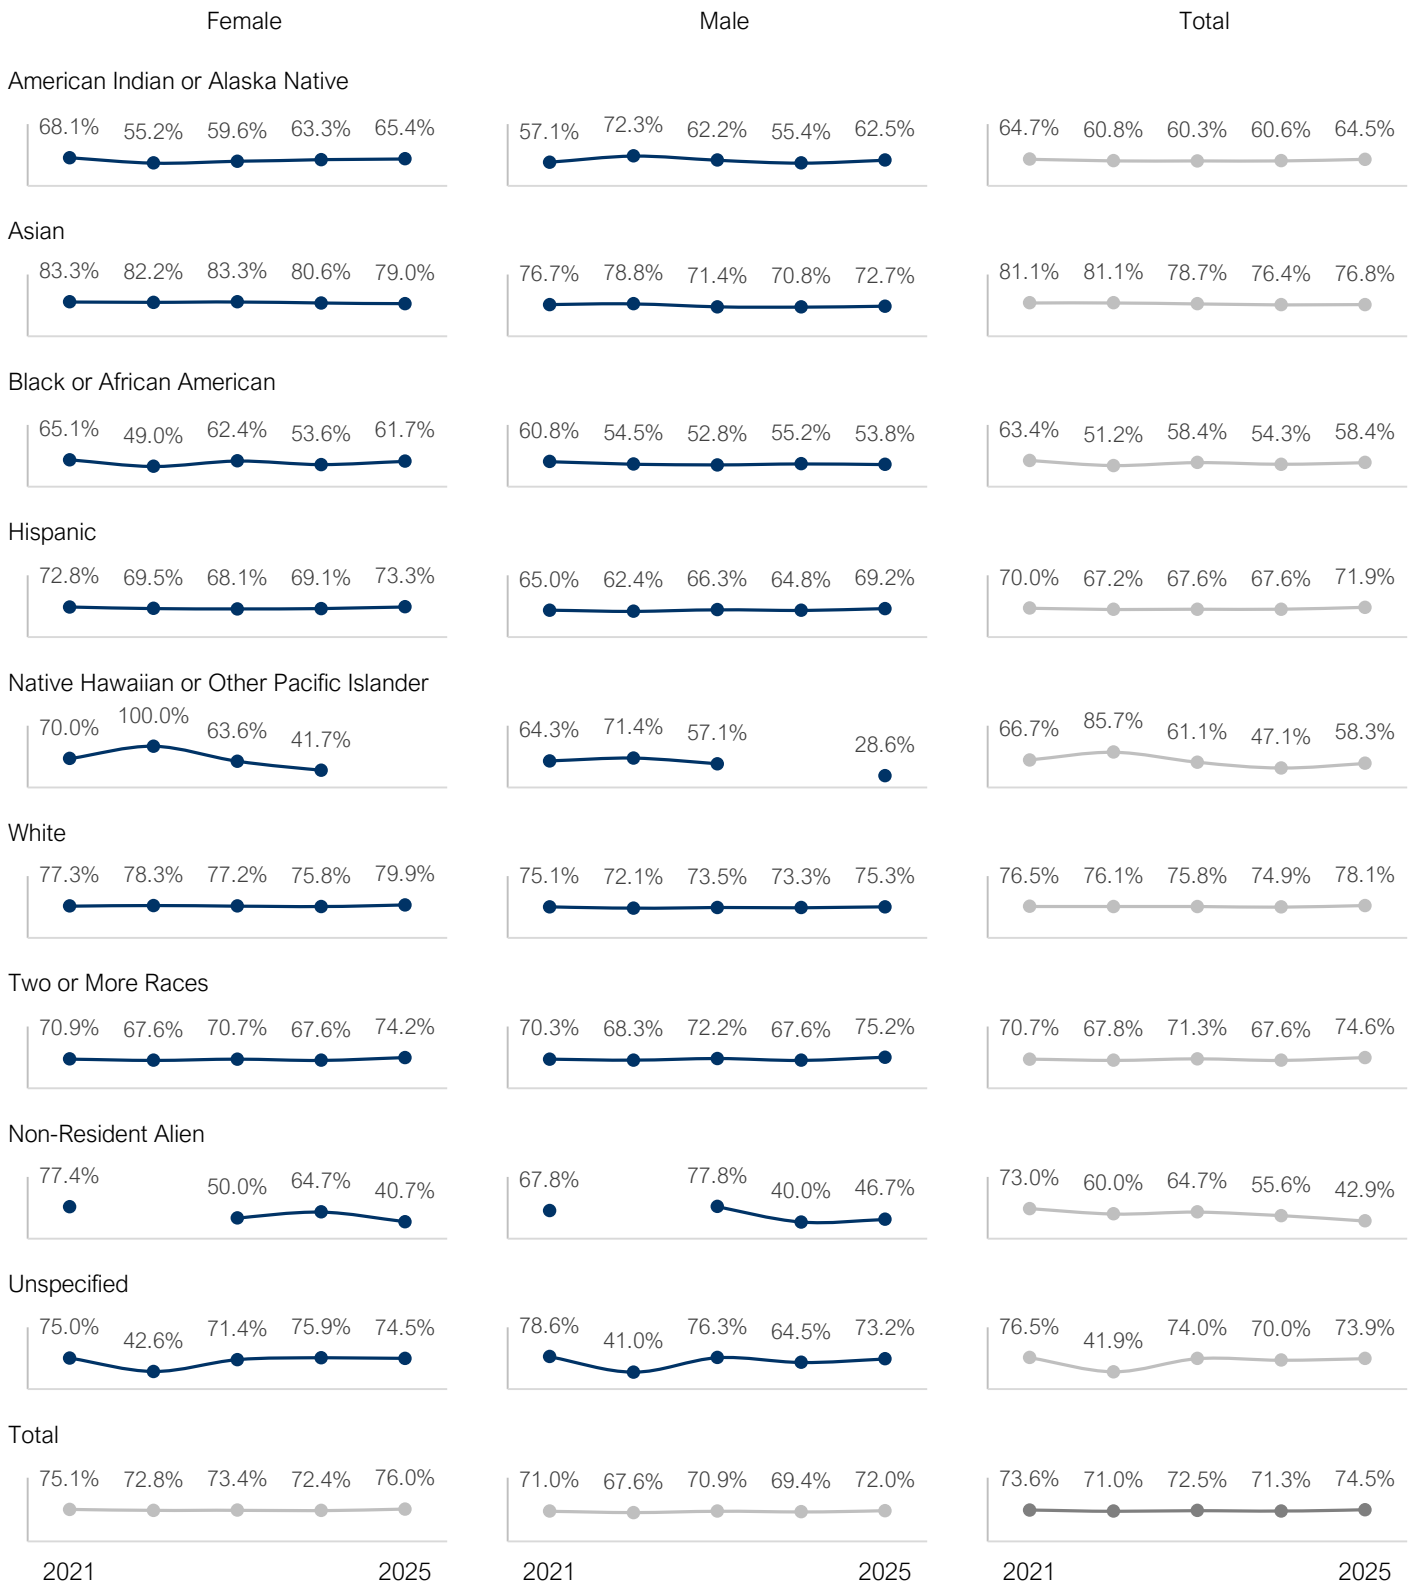 Female Male Total
American Indian or Alaska Native
68.1% 55.2% 59.6% 63.3% 65.4% 57.1% 72.3% 62.2% 55.4% 62.5% 64.7% 60.8% 60.3% 60.6% 64.5%
Asian
83.3% 82.2% 83.3% 80.6% 79.0% 76.7% 78.8% 71.4% 70.8% 72.7% 81.1% 81.1% 78.7% 76.4% 76.8%
Black or African American
65.1% 49.0% 62.4% 53.6% 61.7% 60.8% 54.5% 52.8% 55.2% 53.8% 63.4% 51.2% 58.4% 54.3% 58.4%
Hispanic
72.8% 69.5% 68.1% 69.1% 73.3% 65.0% 62.4% 66.3% 64.8% 69.2% 70.0% 67.2% 67.6% 67.6% 71.9%
Native Hawaiian or Other Pacific Islander
70.0% 100.0% 63.6% 41.7% 64.3% 71.4% 57.1% 28.6% 66.7% 85.7% 61.1% 47.1% 58.3%
White
77.3% 78.3% 77.2% 75.8% 79.9% 75.1% 72.1% 73.5% 73.3% 75.3% 76.5% 76.1% 75.8% 74.9% 78.1%
Two or More Races
70.9% 67.6% 70.7% 67.6% 74.2% 70.3% 68.3% 72.2% 67.6% 75.2% 70.7% 67.8% 71.3% 67.6% 74.6%
Non-Resident Alien
77.4% 50.0% 64.7% 40.7% 67.8% 77.8% 40.0% 46.7% 73.0% 60.0% 64.7% 55.6% 42.9%
Unspecified
75.0% 42.6% 71.4% 75.9% 74.5% 78.6% 41.0% 76.3% 64.5% 73.2% 76.5% 41.9% 74.0% 70.0% 73.9%
Total
75.1% 72.8% 73.4% 72.4% 76.0% 71.0% 67.6% 70.9% 69.4% 72.0% 73.6% 71.0% 72.5% 71.3% 74.5%
2021 2025 2021 2025 2021 2025